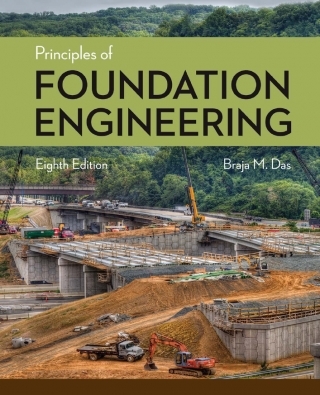 Principles of
FOUNDATION
ENGINEERING
Eighth Edition
Braja M. Das